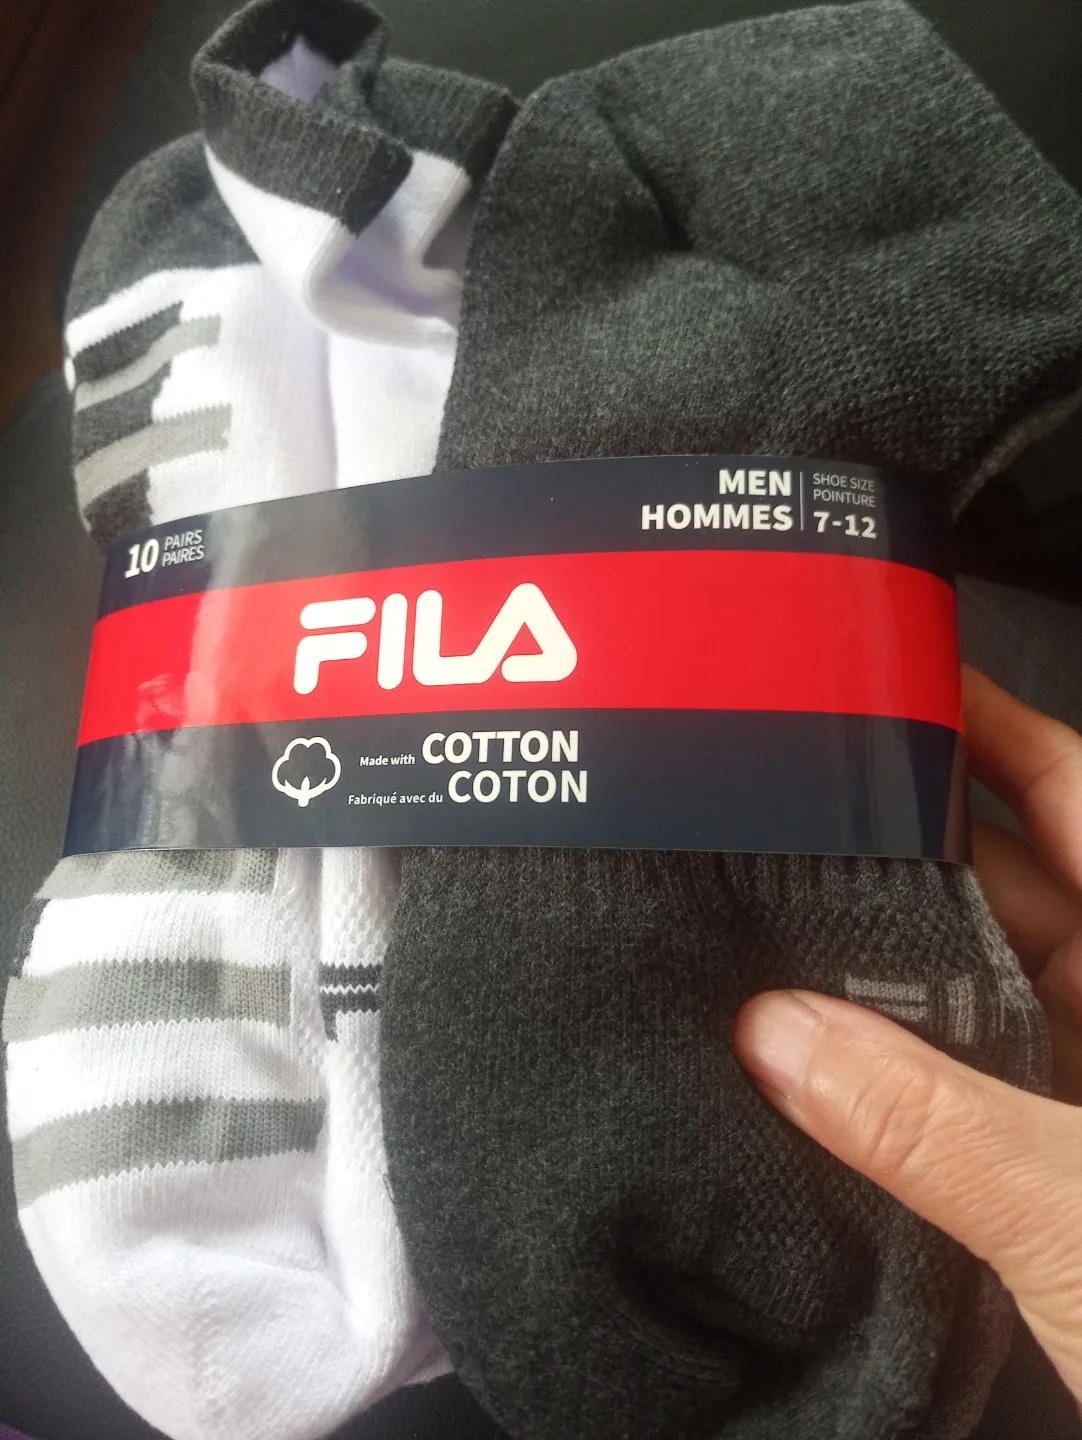 10 PAIRS
PAIRES
MEN
HOMMES
SHOE SIZE
POINTURE
7-12
FILA
Made with COTTON
Fabriqué avec du COTON